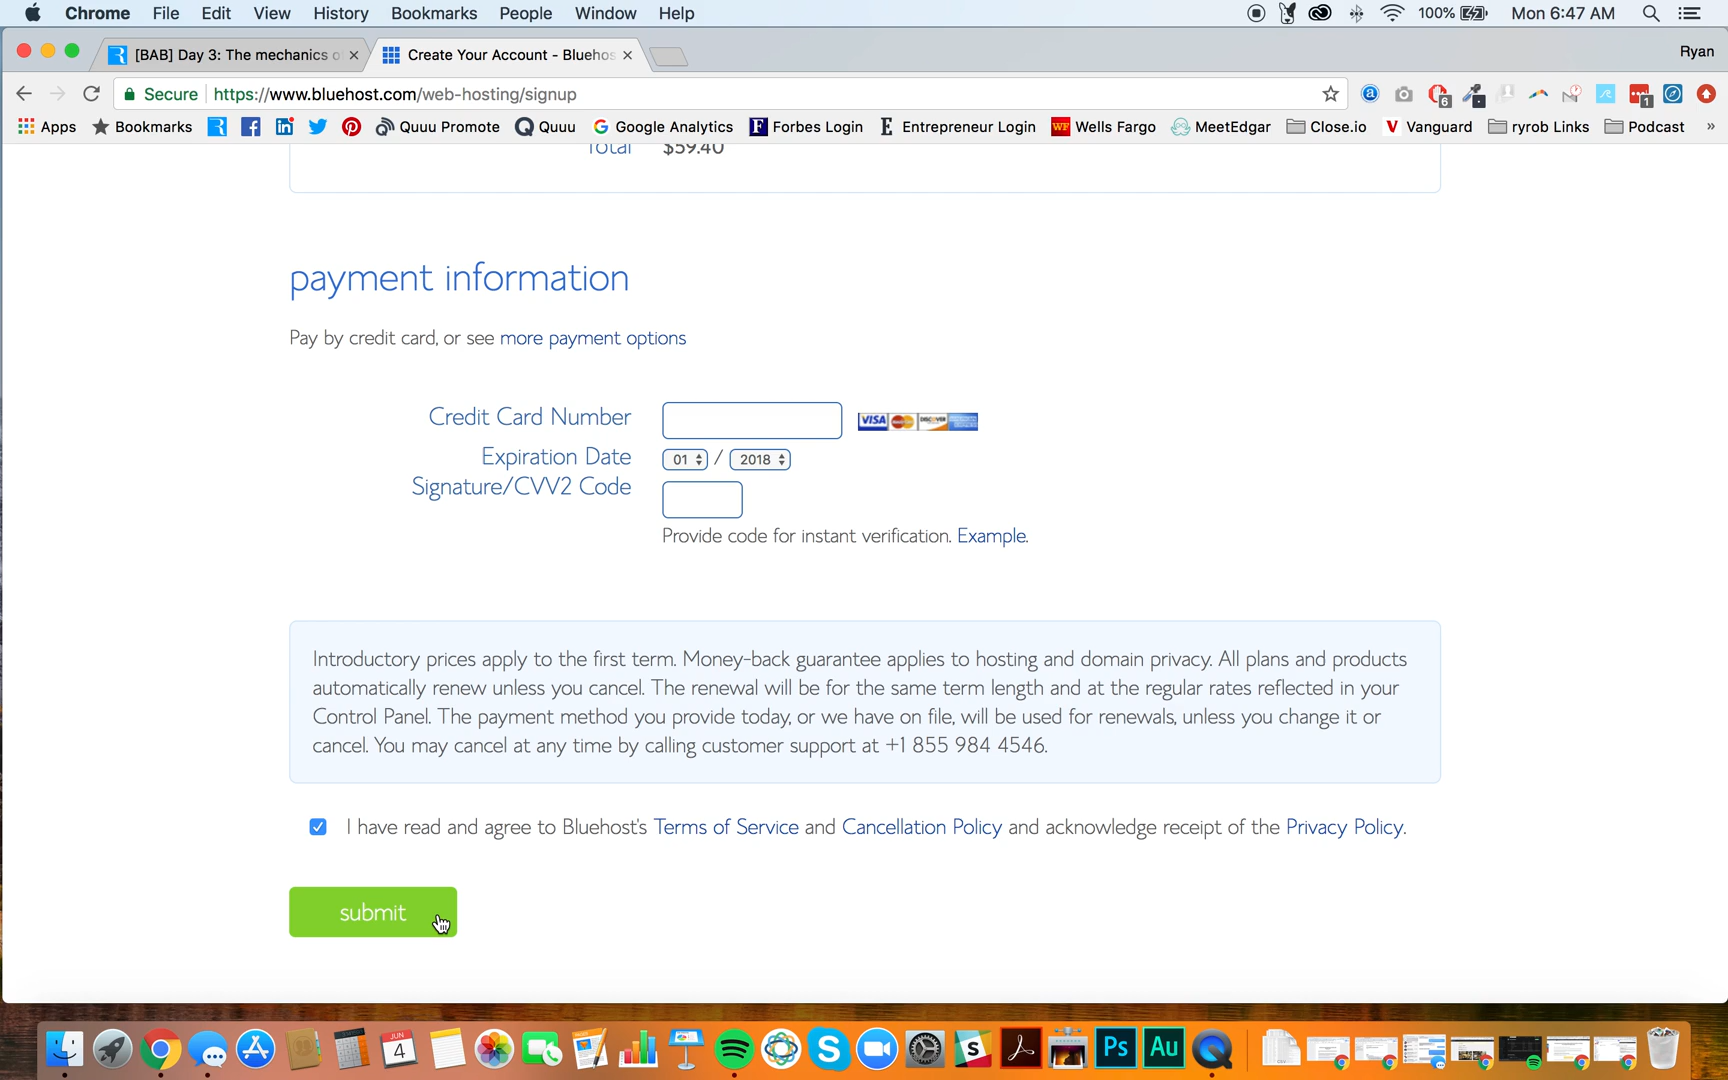 Chrome File Edit View History Bookmarks People Window Help 100% Mon 6:47 AM
[BAB] Day 3: The mechanics o Create Your Account - Bluehos Ryan
Secure https://www.bluehost.com/web-hosting/signup 6 1
Apps Bookmarks Quuu Promote Quuu Google Analytics Forbes Login Entrepreneur Login Wells Fargo MeetEdgar Close.io Vanguard ryrob Links Podcast »
Total $59.40
payment information
Pay by credit card, or see more payment options
Credit Card Number VISA
Expiration Date 01 / 2018
Signature/CVV2 Code
Provide code for instant verification. Example.
Introductory prices apply to the first term. Money-back guarantee applies to hosting and domain privacy. All plans and products
automatically renew unless you cancel. The renewal will be for the same term length and at the regular rates reflected in your
Control Panel. The payment method you provide today, or we have on file, will be used for renewals, unless you change it or
cancel. You may cancel at any time by calling customer support at +1 855 984 4546.
I have read and agree to Bluehost's Terms of Service and Cancellation Policy and acknowledge receipt of the Privacy Policy.
submit
JUN 4 Ps Au